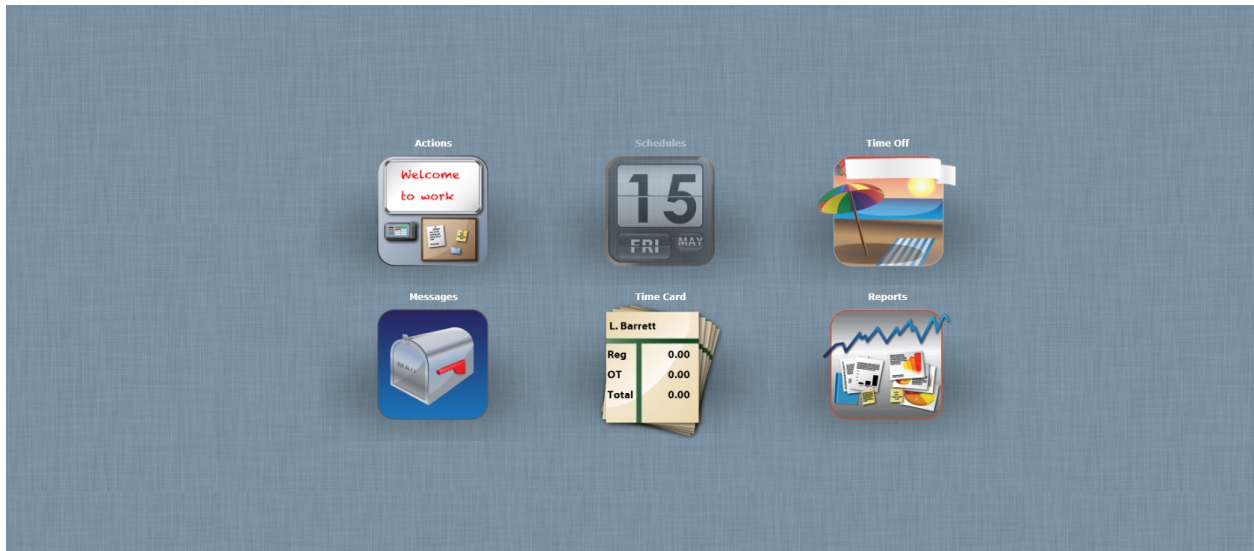 Actions
Schedules
Time Off
Welcome
to work
15
FRI
MAY
Messages
Time Card
Reports
MAIL
L. Barrett
Reg 0.00
OT 0.00
Total 0.00